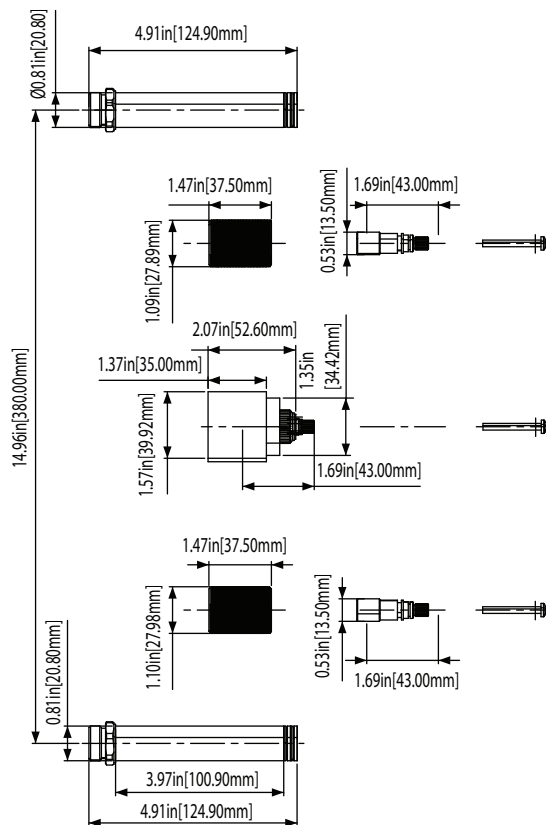 4.91in[124.90mm]
Ø0.81in[20.80]
1.47in[37.50mm]
1.69in[43.00mm]
0.53in[13.50mm]
1.09in[27.89mm]
2.07in[52.60mm]
1.37in[35.00mm]
1.35in
[34.42mm]
14.96in[380.00mm]
1.57in[39.92mm]
1.69in[43.00mm]
1.47in[37.50mm]
0.53in[13.50mm]
1.10in[27.98mm]
1.69in[43.00mm]
0.81in[20.80mm]
3.97in[100.90mm]
4.91in[124.90mm]